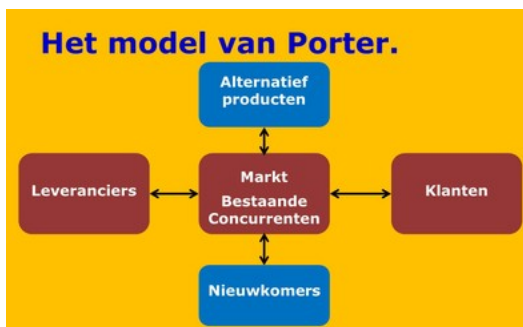 Het model van Porter.
Alternatief
producten
Leveranciers
Markt
Bestaande
Concurrenten
Klanten
Nieuwkomers